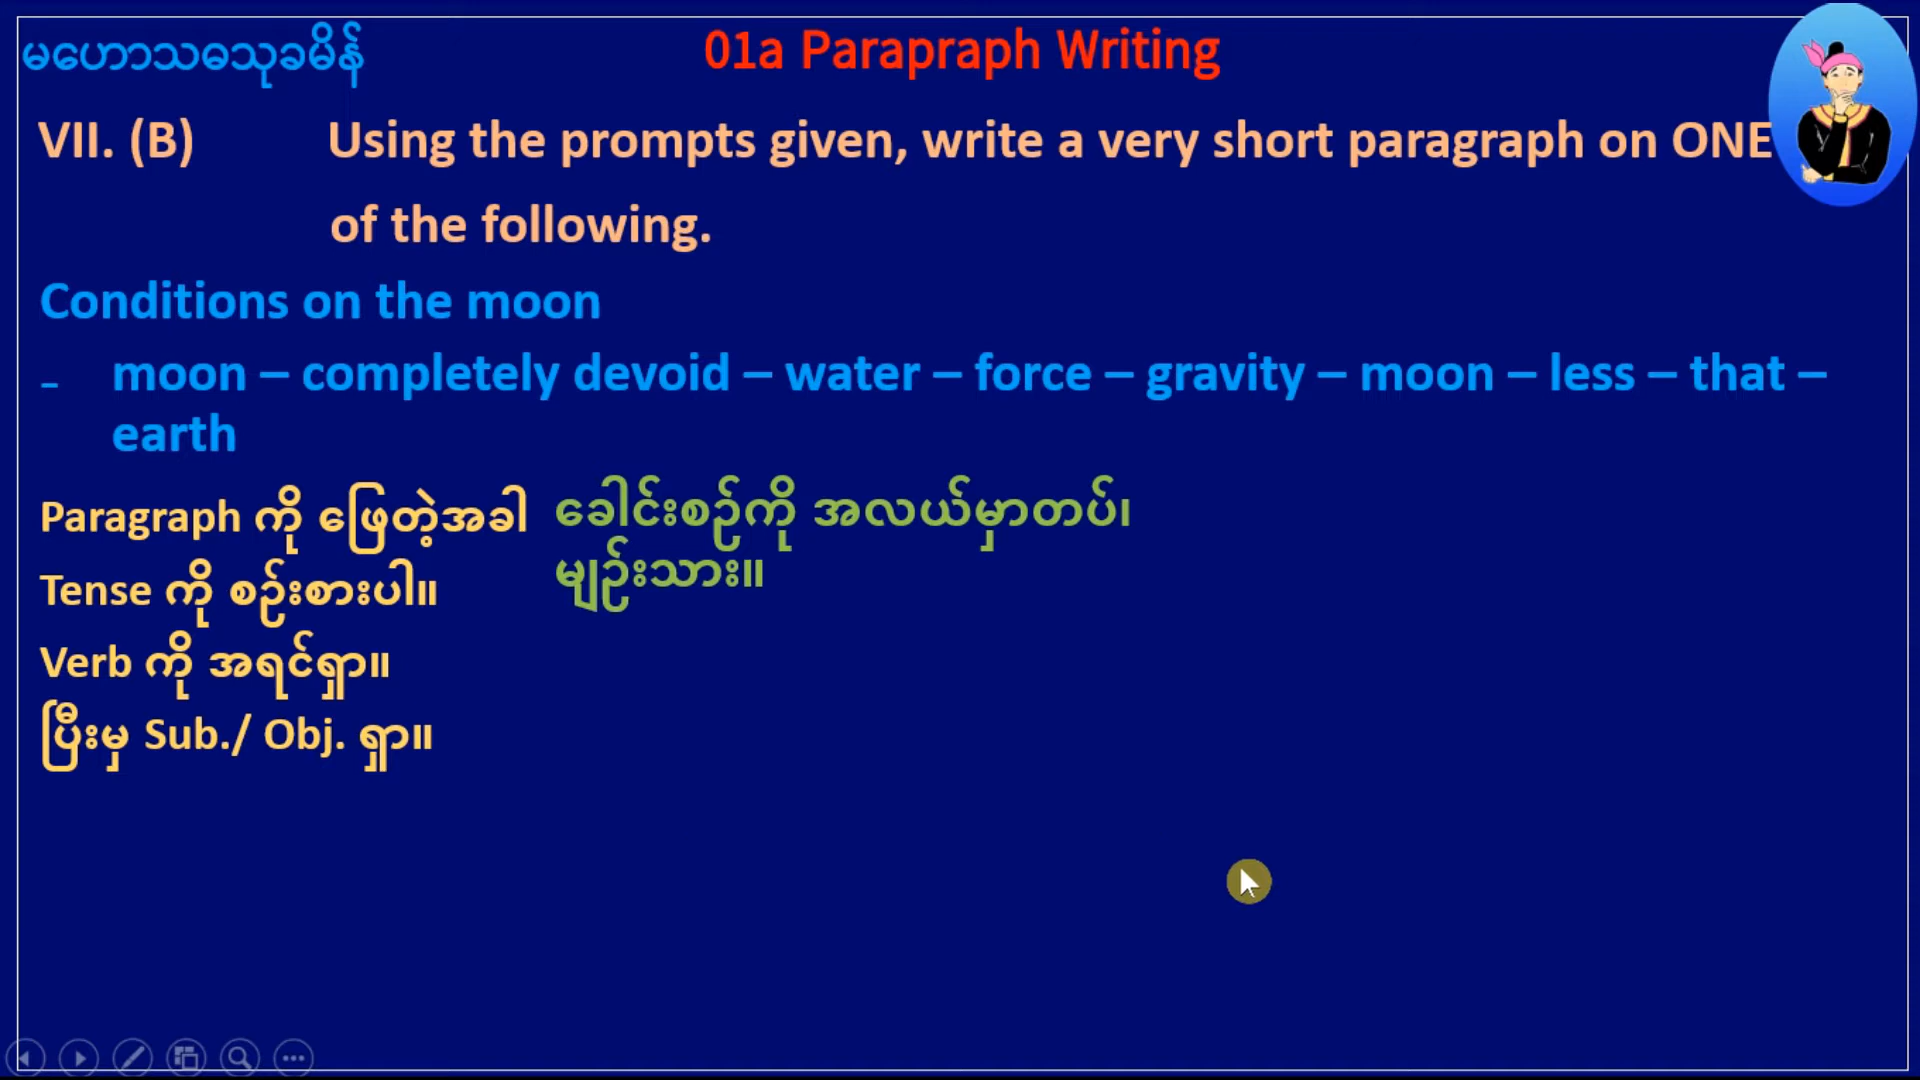 မဟောသဓသုခမိန်
01a Parapraph Writing
VII. (B) Using the prompts given, write a very short paragraph on ONE
of the following.
Conditions on the moon
- moon – completely devoid – water – force – gravity – moon – less – that –
earth
Paragraph ကို ဖြေတဲ့အခါ
Tense ကို စဉ်းစားပါ။
Verb ကို အရင်ရှာ။
ပြီးမှ Sub./ Obj. ရှာ။
ခေါင်းစဉ်ကို အလယ်မှာတပ်၊
မျဉ်းသား။